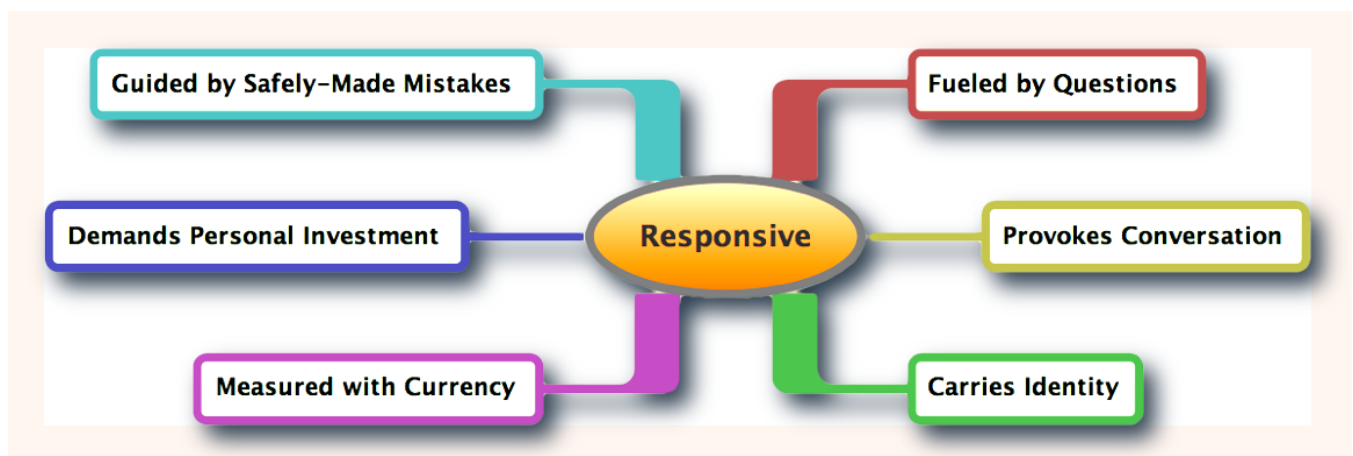 Guided by Safely-Made Mistakes
Fueled by Questions
Demands Personal Investment
Responsive
Provokes Conversation
Measured with Currency
Carries Identity